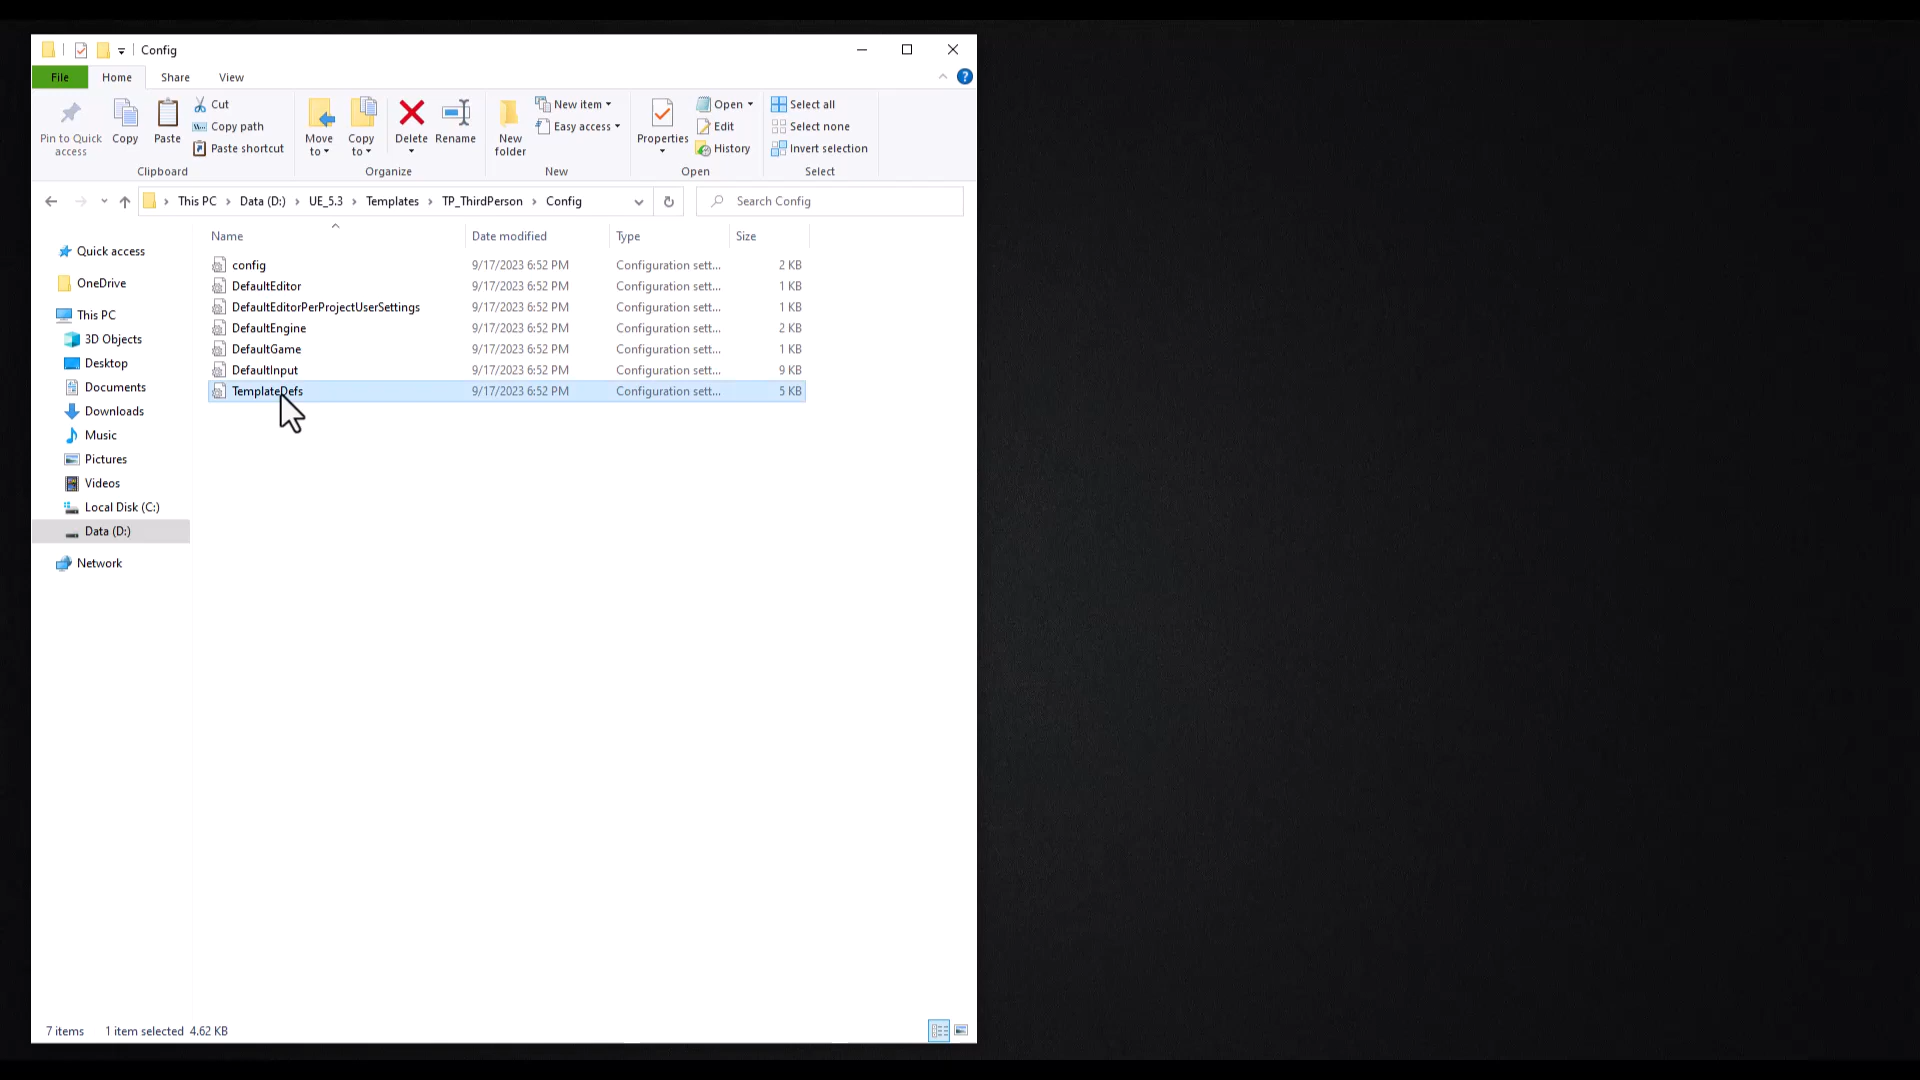 Config
File Home Share View
Pin to Quick access
Copy
Paste
Cut
Copy path
Paste shortcut
Clipboard
Move to
Copy to
Delete
Rename
Organize
New folder
New item
Easy access
New
Properties
Open
Edit
History
Open
Select all
Select none
Invert selection
Select
This PC > Data (D:) > UE_5.3 > Templates > TP_ThirdPerson > Config
Search Config
Quick access
OneDrive
This PC
3D Objects
Desktop
Documents
Downloads
Music
Pictures
Videos
Local Disk (C:)
Data (D:)
Network
Name Date modified Type Size
config 9/17/2023 6:52 PM Configuration sett... 2 KB
DefaultEditor 9/17/2023 6:52 PM Configuration sett... 1 KB
DefaultEditorPerProjectUserSettings 9/17/2023 6:52 PM Configuration sett... 1 KB
DefaultEngine 9/17/2023 6:52 PM Configuration sett... 2 KB
DefaultGame 9/17/2023 6:52 PM Configuration sett... 1 KB
DefaultInput 9/17/2023 6:52 PM Configuration sett... 9 KB
TemplateDefs 9/17/2023 6:52 PM Configuration sett... 5 KB
7 items 1 item selected 4.62 KB